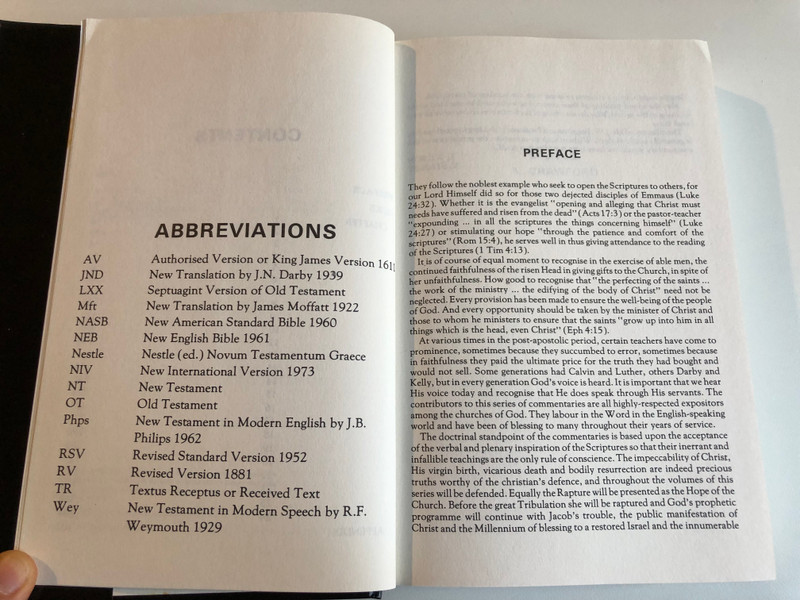 ABBREVIATIONS
AV Authorised Version or King James Version 1611
JND New Translation by J.N. Darby 1939
LXX Septuagint Version of Old Testament
Mft New Translation by James Moffatt 1922
NASB New American Standard Bible 1960
NEB New English Bible 1961
Nestle Nestle (ed.) Novum Testamentum Graece
NIV New International Version 1973
NT New Testament
OT Old Testament
Phps New Testament in Modern English by J.B.
Philips 1962
RSV Revised Standard Version 1952
RV Revised Version 1881
TR Textus Receptus or Received Text
Wey New Testament in Modern Speech by R.F.
Weymouth 1929
PREFACE
They follow the noblest example who seek to open the Scriptures to others, for
our Lord Himself did so for those two dejected disciples of Emmaus (Luke
24:32). Whether it is the evangelist "opening and alleging that Christ must
needs have suffered and risen from the dead" (Acts 17:3) or the pastor-teacher
"expounding ... in all the scriptures the things concerning himself" (Luke
24:27) or stimulating our hope "through the patience and comfort of the
scriptures" (Rom 15:4), he serves well in thus giving attendance to the reading
of the Scriptures (1 Tim 4:13).
It is of course of equal moment to recognise in the exercise of able men, the
continued faithfulness of the risen Head in giving gifts to the Church, in spite of
her unfaithfulness. How good to recognise that "the perfecting of the saints ...
the work of the ministry ... the edifying of the body of Christ" need not be
neglected. Every provision has been made to ensure the well-being of the people
of God. And every opportunity should be taken by the minister of Christ and
those to whom he ministers to ensure that the saints "grow up into him in all
things which is the head, even Christ" (Eph 4:15).
At various times in the post-apostolic period, certain teachers have come to
prominence, sometimes because they succumbed to error, sometimes because
in faithfulness they paid the ultimate price for the truth they had bought and
would not sell. Some generations had Calvin and Luther, others Darby and
Kelly, but in every generation God's voice is heard. It is important that we hear
His voice today and recognise that He does speak through His servants. The
contributors to this series of commentaries are all highly-respected expositors
among the churches of God. They labour in the Word in the English-speaking
world and have been of blessing to many throughout their years of service.
The doctrinal standpoint of the commentaries is based upon the acceptance
of the verbal and plenary inspiration of the Scriptures so that their inerrant and
infallible teachings are the only rule of conscience. The impeccability of Christ,
His virgin birth, vicarious death and bodily resurrection are indeed precious
truths worthy of the christian's defence, and throughout the volumes of this
series will be defended. Equally the Rapture will be presented as the Hope of the
Church. Before the great Tribulation she will be raptured and God's prophetic
programme will continue with Jacob's trouble, the public manifestation of
Christ and the Millennium of blessing to a restored Israel and the innumerable